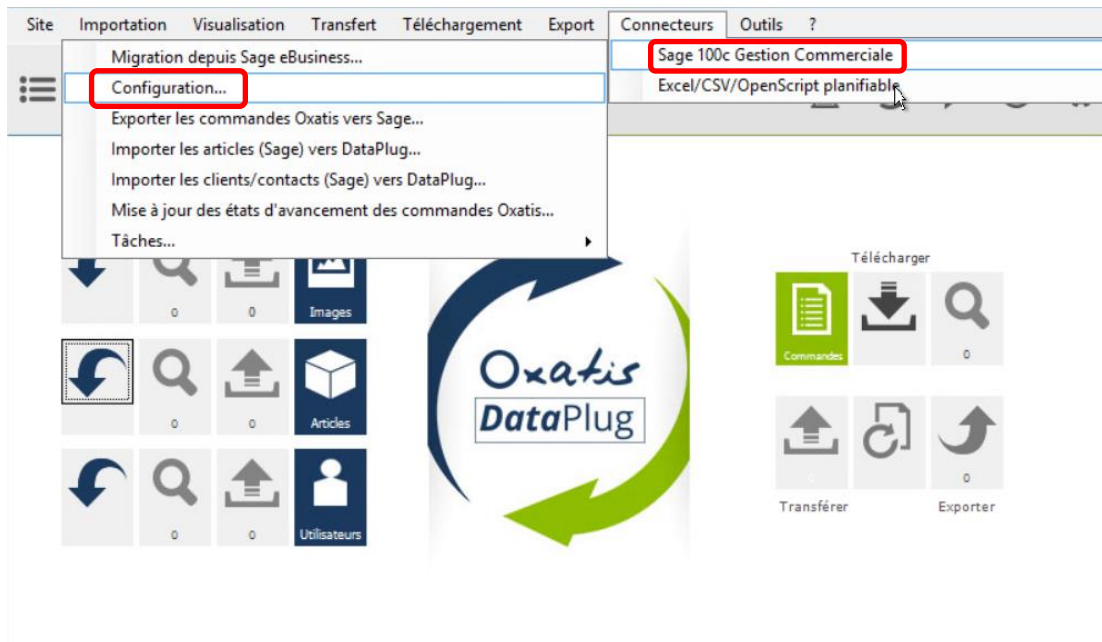 Site Importation Visualisation Transfert Téléchargement Export Connecteurs Outils ?
Migration depuis Sage eBusiness...
Configuration...
Exporter les commandes Oxatis vers Sage...
Importer les articles (Sage) vers DataPlug...
Importer les clients/contacts (Sage) vers DataPlug...
Mise à jour des états d'avancement des commandes Oxatis...
Tâches...
Sage 100c Gestion Commerciale
Excel/CSV/OpenScript planifiable
0 0 Images
0 0 Articles
0 0 Utilisateurs
Oxatis
DataPlug
Télécharger
Commandes 0
0
Transférer Exporter